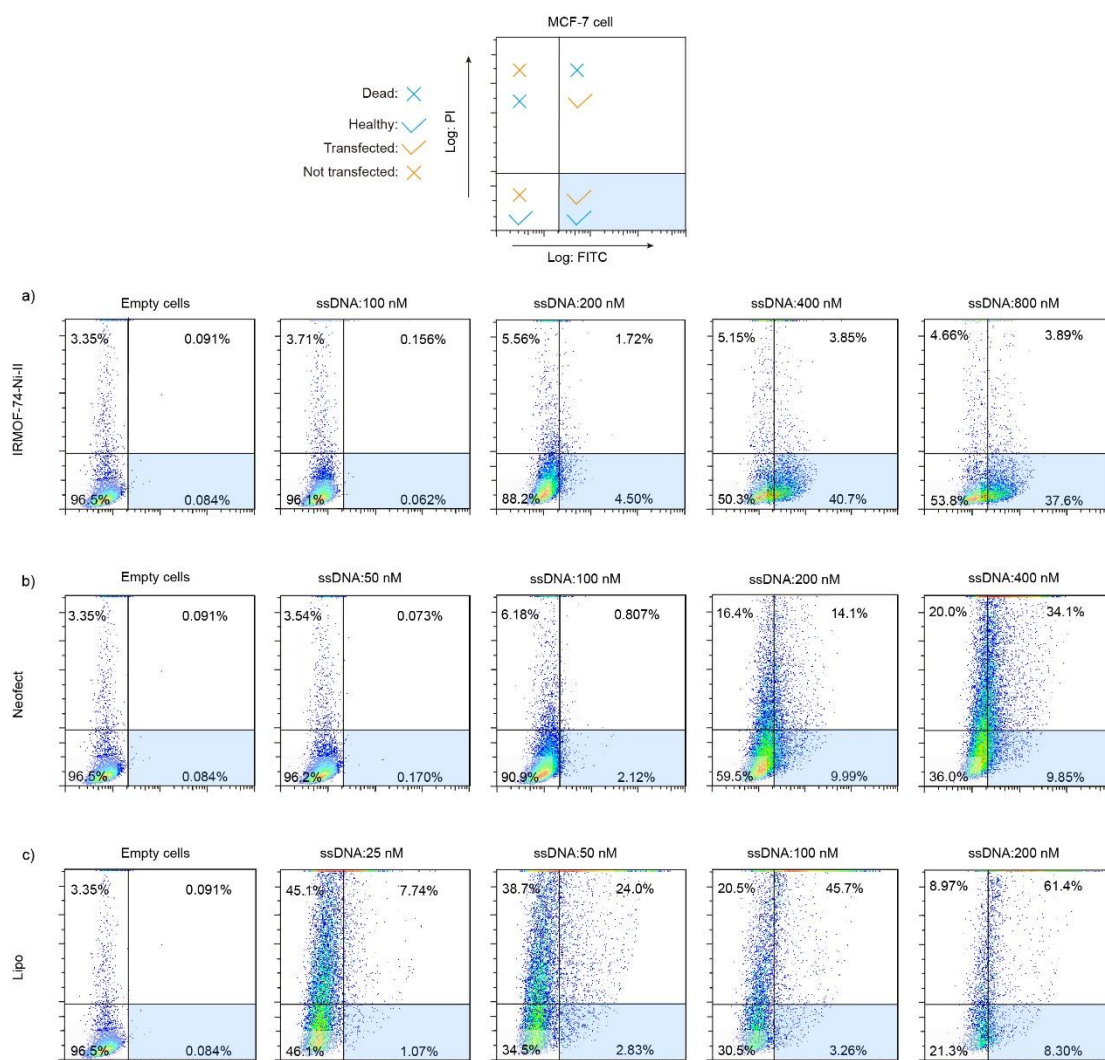 MCF-7 cell
Dead:
Healthy:
Transfected:
Not transfected:
Log: PI
Log: FITC
a)
Empty cells
ssDNA:100 nM
ssDNA:200 nM
ssDNA:400 nM
ssDNA:800 nM
IRMOF-74-Ni-II
3.35% 0.091% 3.71% 0.156% 5.56% 1.72% 5.15% 3.85% 4.66% 3.89%
96.5% 0.084% 96.1% 0.062% 88.2% 4.50% 50.3% 40.7% 53.8% 37.6%
b)
Empty cells
ssDNA:50 nM
ssDNA:100 nM
ssDNA:200 nM
ssDNA:400 nM
Neofect
3.35% 0.091% 3.54% 0.073% 6.18% 0.807% 16.4% 14.1% 20.0% 34.1%
96.5% 0.084% 96.2% 0.170% 90.9% 2.12% 59.5% 9.99% 36.0% 9.85%
c)
Empty cells
ssDNA:25 nM
ssDNA:50 nM
ssDNA:100 nM
ssDNA:200 nM
Lipo
3.35% 0.091% 45.1% 7.74% 38.7% 24.0% 20.5% 45.7% 8.97% 61.4%
96.5% 0.084% 46.1% 1.07% 34.5% 2.83% 30.5% 3.26% 21.3% 8.30%